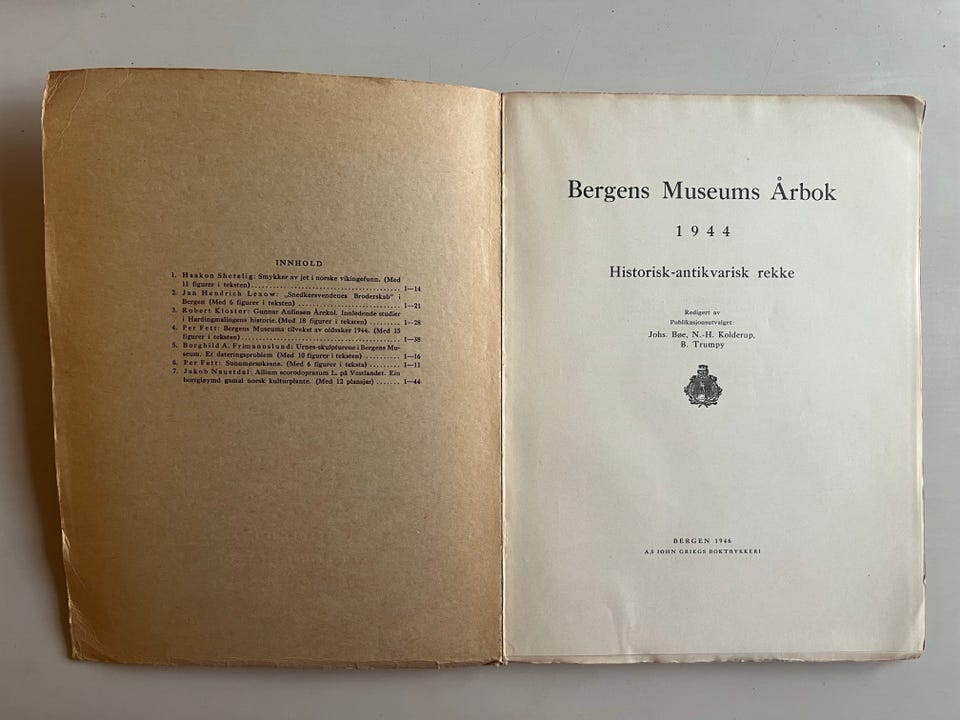 INNHOLD
1. Haakon Shetelig: Smykker av jet i norske vikingefunn. (Med
11 figurer i teksten) 1—14
2. Jan Hendrich Lexow: „Snedkersvendenes Broderskab" i
Bergen (Med 6 figurer i teksten) 1—21
3. Robert Kloster: Gunnar Anfinsen Årekol. Innledende studier
i Hardingmalingens historie. (Med 18 figurer i teksten) 1—28
4. Per Fett: Bergens Museums tilvekst av oldsaker 1944. (Med 15
figurer i teksten) 1—38
5. Borghild A. Frimannslund: Urnes-skulpturene i Bergens Mu-
seum. Et dateringsproblem (Med 10 figurer i teksten) 1—16
6. Per Fett: Sunnmørsøksane. (Med 6 figurer i teksta) 1—11
7. Jakob Naustdal: Allium scorodoprasum L. på Vestlandet. Ein
bortgløymd gamal norsk kulturplante. (Med 12 plansjar) 1—44
Bergens Museums Årbok
1944
Historisk-antikvarisk rekke
Redigert av
Publikasjonsutvalget:
Johs. Bøe, N.-H. Kolderup,
B. Trumpy
BERGEN 1946
A.S JOHN GRIEGS BOKTRYKKERI